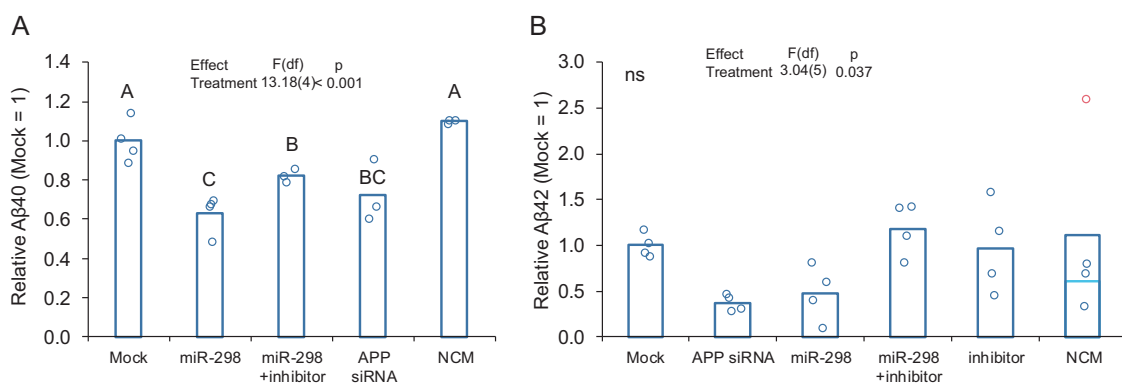 A
Relative Aβ40 (Mock = 1)
1.4
1.2
1.0
0.8
0.6
0.4
0.2
0.0
Effect F(df) p
Treatment 13.18(4)< 0.001
A
C
B
BC
A
Mock
miR-298
miR-298
+inhibitor
APP
siRNA
NCM
B
Relative Aβ42 (Mock = 1)
3.0
2.5
2.0
1.5
1.0
0.5
0.0
Effect F(df) p
Treatment 3.04(5) 0.037
ns
Mock
APP siRNA
miR-298
miR-298
+inhibitor
inhibitor
NCM